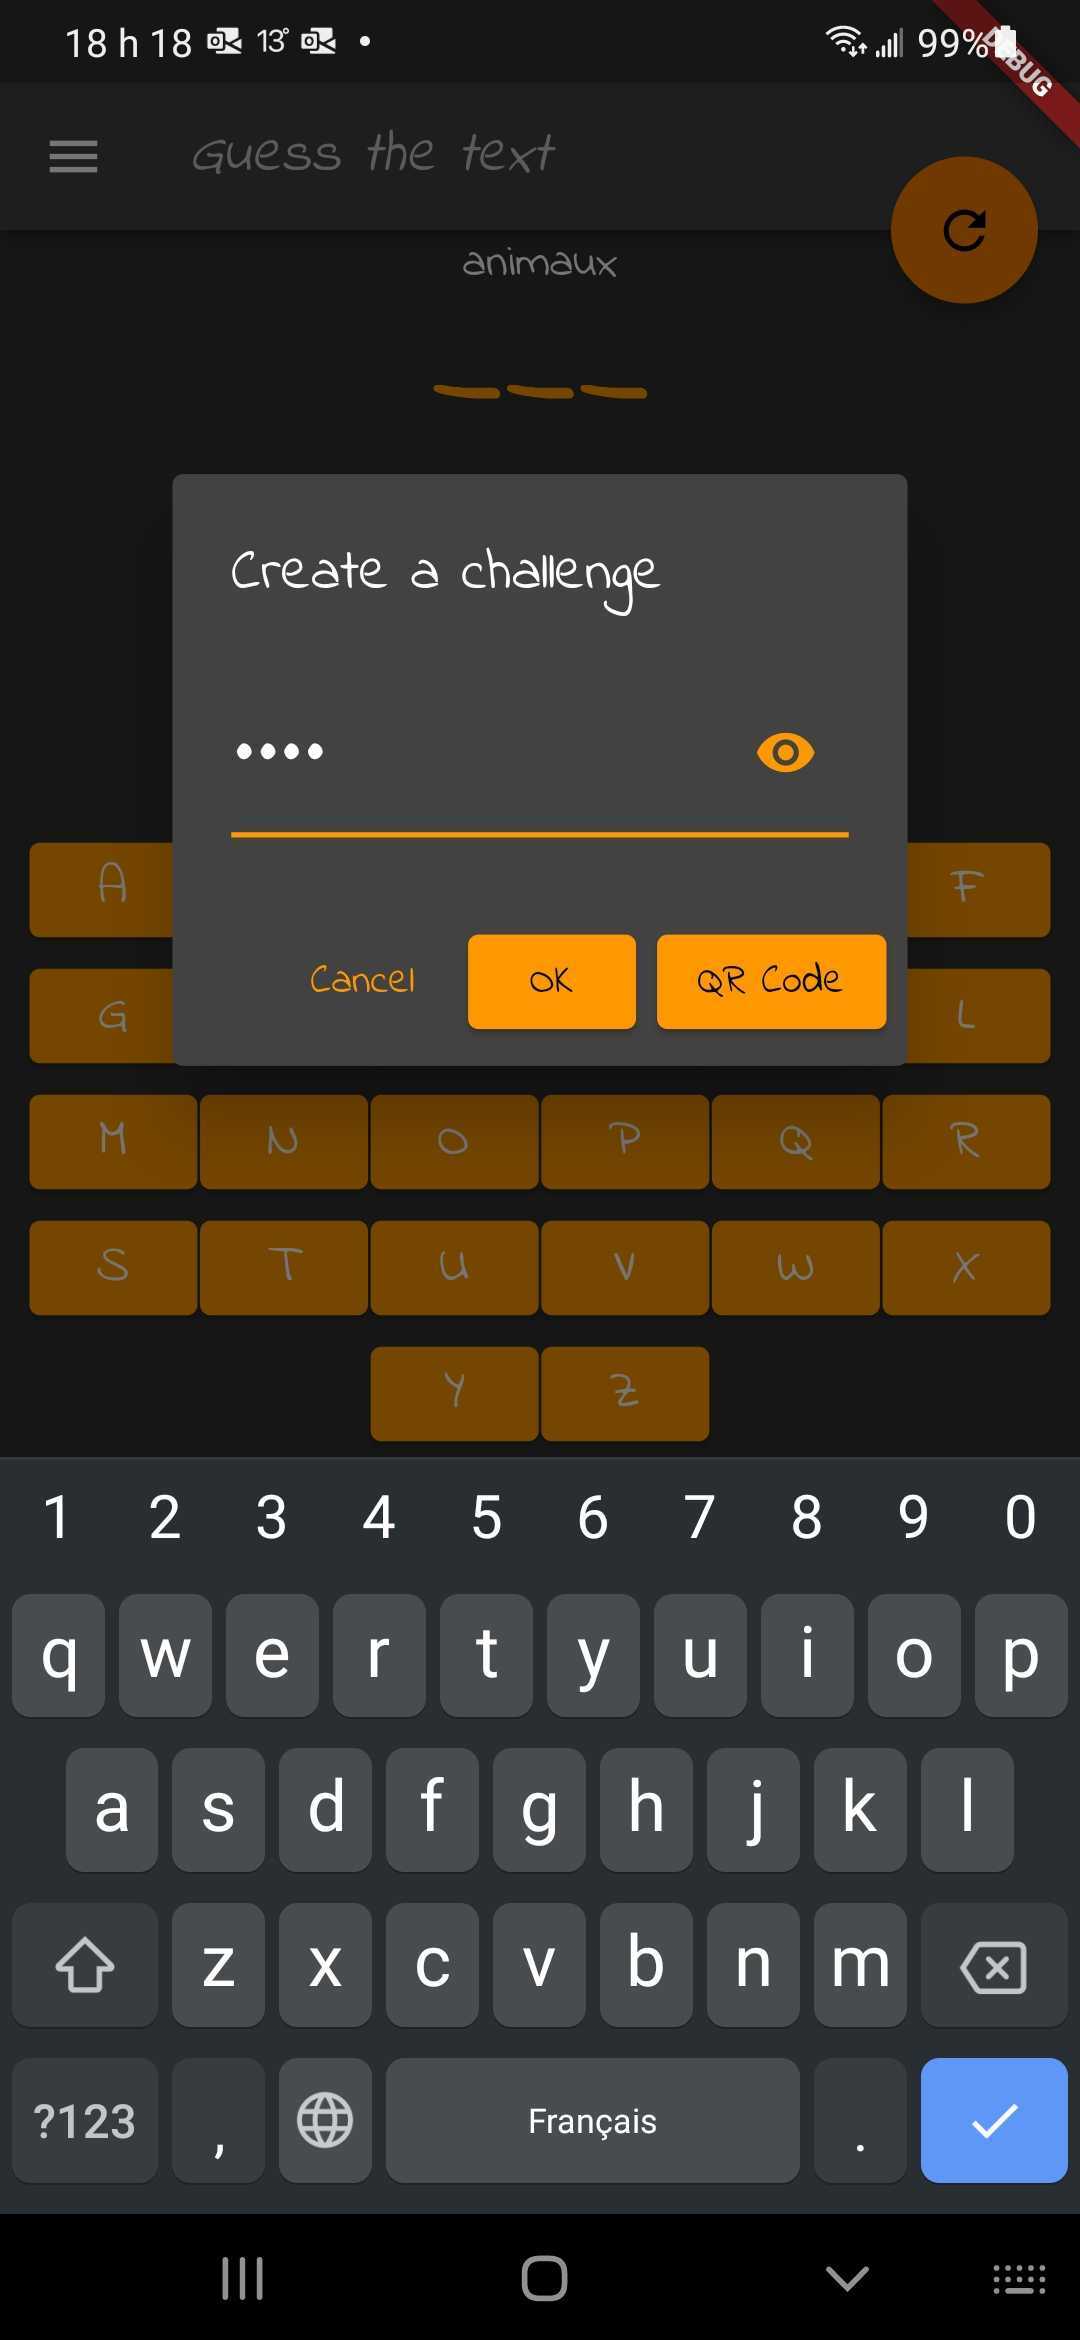 18 h 18 13° 99%
DEBUG
Guess the text
animaux
Create a challenge
••••
Cancel OK QR Code
A F
G L
M N O P Q R
S T U V W X
Y Z
1 2 3 4 5 6 7 8 9 0
q w e r t y u i o p
a s d f g h j k l
z x c v b n m
?123 , Français .